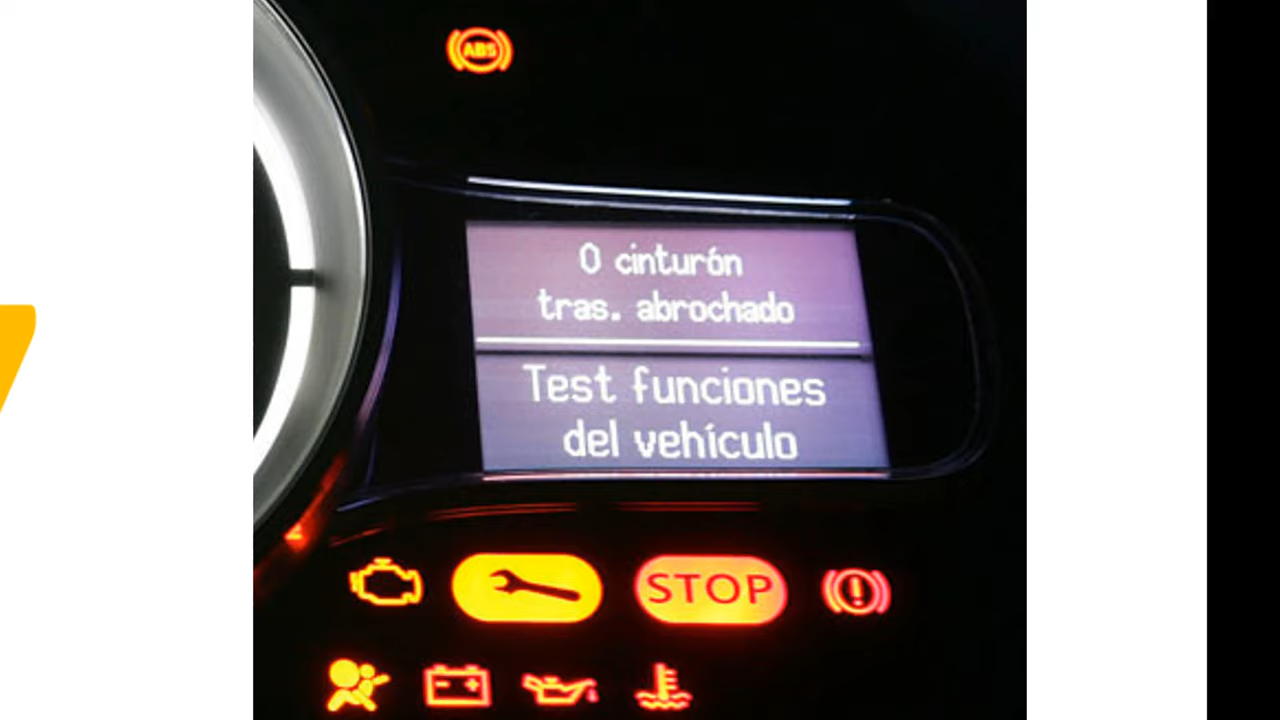 ABS
0 cinturón
tras. abrochado
Test funciones
del vehículo
STOP